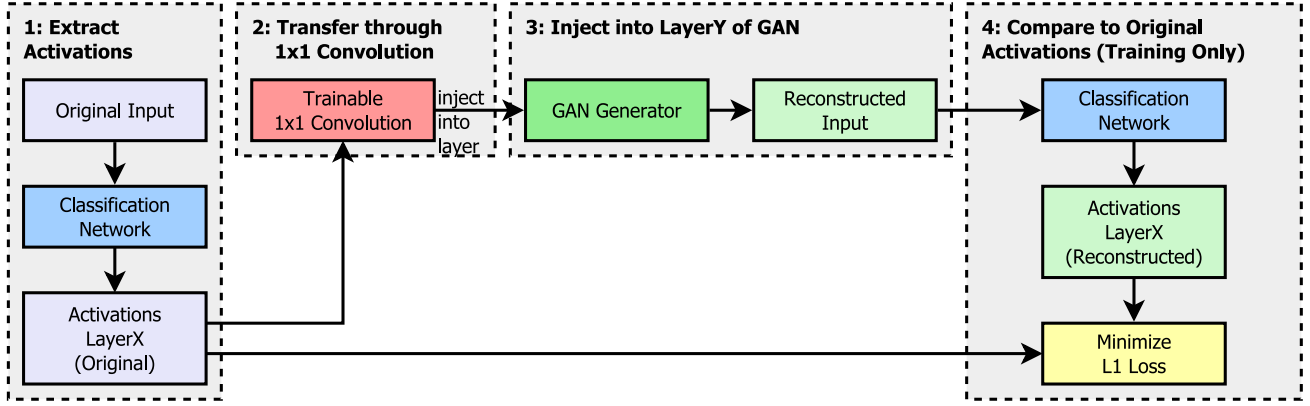 1: Extract
Activations
Original Input
Classification
Network
Activations
LayerX
(Original)
2: Transfer through
1x1 Convolution
Trainable
1x1 Convolution
inject
into
layer
3: Inject into LayerY of GAN
GAN Generator
Reconstructed
Input
4: Compare to Original
Activations (Training Only)
Classification
Network
Activations
LayerX
(Reconstructed)
Minimize
L1 Loss